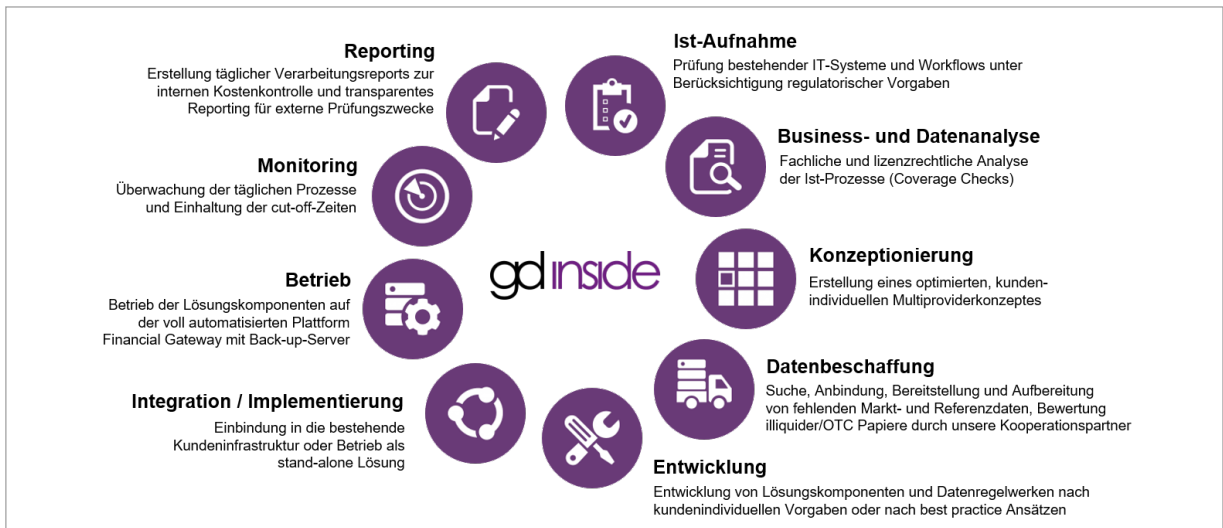 Ist-Aufnahme
Prüfung bestehender IT-Systeme und Workflows unter
Berücksichtigung regulatorischer Vorgaben
Business- und Datenanalyse
Fachliche und lizenzrechtliche Analyse
der Ist-Prozesse (Coverage Checks)
Konzeptionierung
Erstellung eines optimierten, kunden-
individuellen Multiproviderkonzeptes
Datenbeschaffung
Suche, Anbindung, Bereitstellung und Aufbereitung
von fehlenden Markt- und Referenzdaten, Bewertung
illiquider/OTC Papiere durch unsere Kooperationspartner
Entwicklung
Entwicklung von Lösungskomponenten und Datenregelwerken nach
kundenindividuellen Vorgaben oder nach best practice Ansätzen
Integration / Implementierung
Einbindung in die bestehende
Kundeninfrastruktur oder Betrieb als
stand-alone Lösung
Betrieb
Betrieb der Lösungskomponenten auf
der voll automatisierten Plattform
Financial Gateway mit Back-up-Server
Monitoring
Überwachung der täglichen Prozesse
und Einhaltung der cut-off-Zeiten
Reporting
Erstellung täglicher Verarbeitungsreports zur
internen Kostenkontrolle und transparentes
Reporting für externe Prüfungszwecke
gd inside